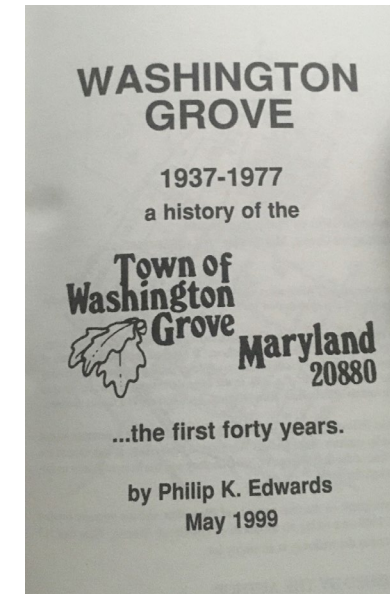 WASHINGTON
GROVE
1937-1977
a history of the
Town of
Washington
Grove
Maryland
20880
...the first forty years.
by Philip K. Edwards
May 1999